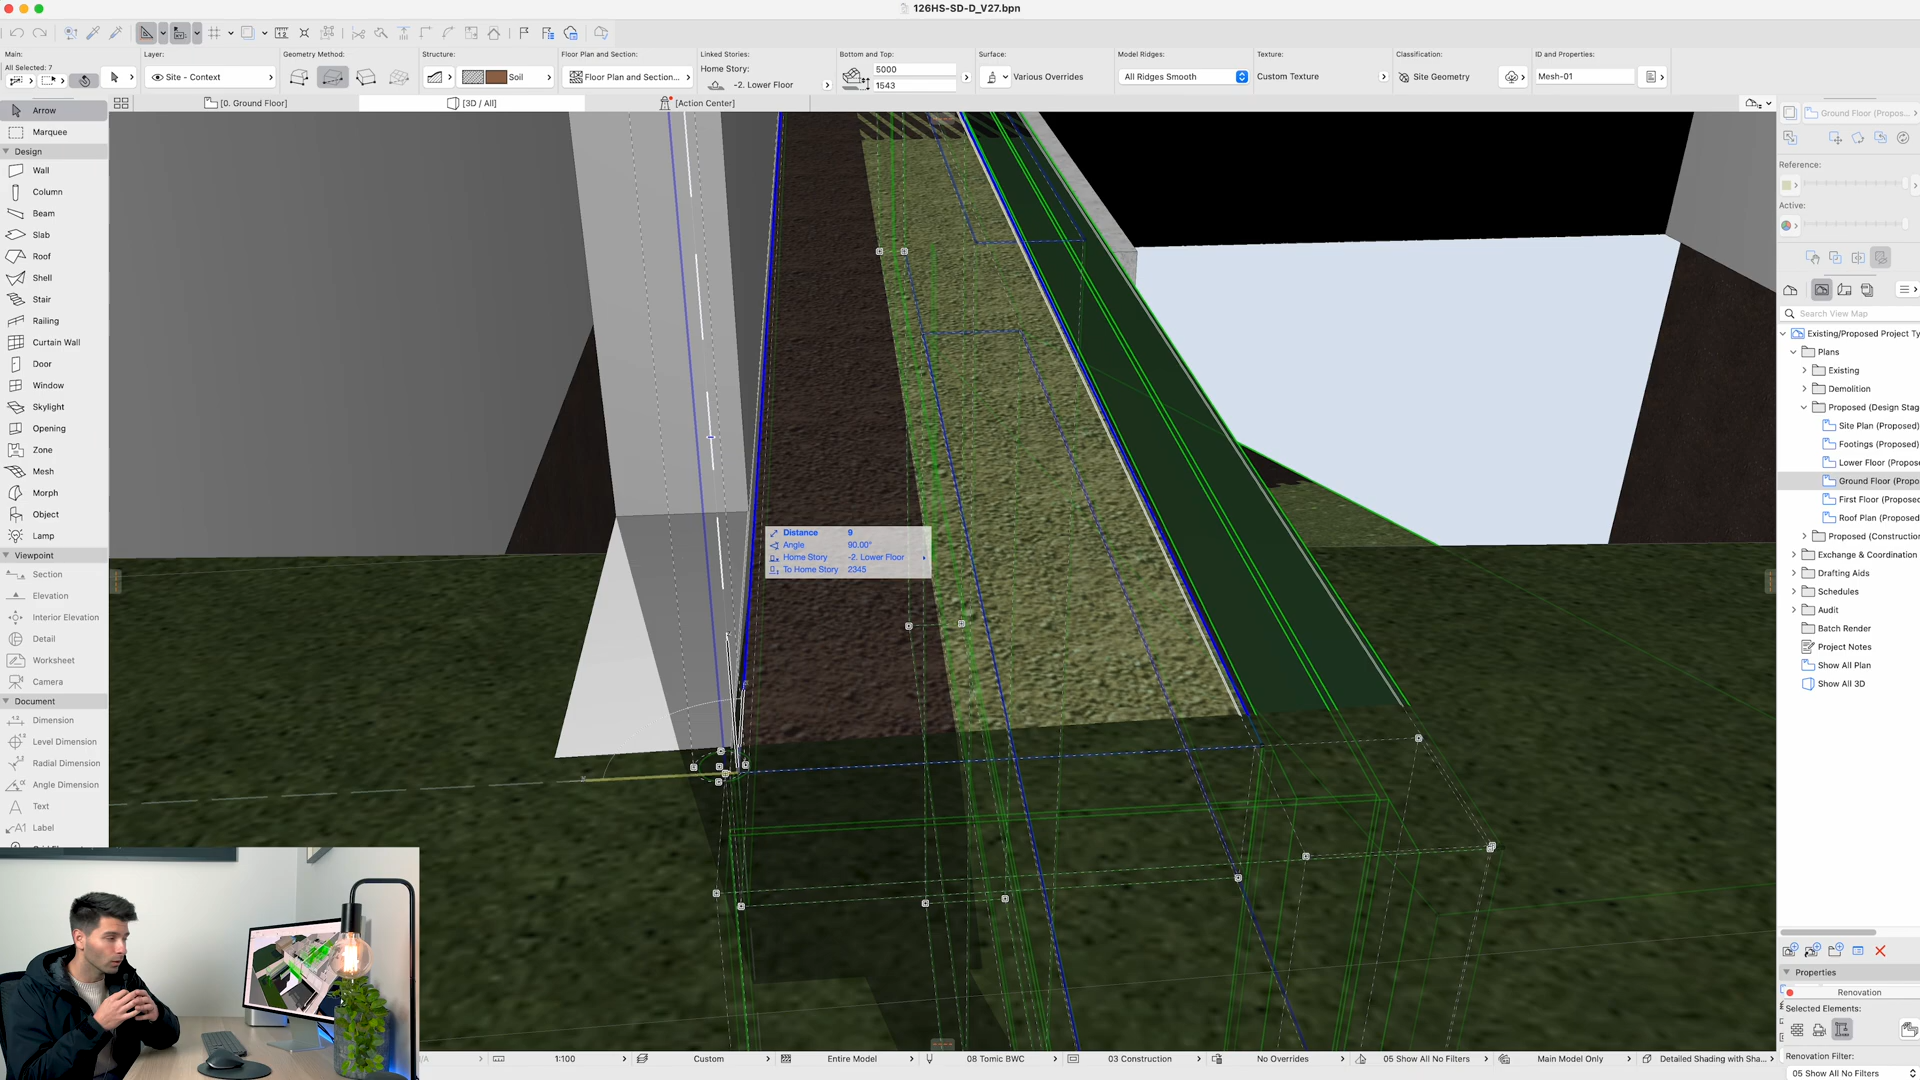 126HS-SD-D_V27.bpn
Main:
Layer:
Geometry Method:
Structure:
Floor Plan and Section:
Linked Stories:
Bottom and Top:
Surface:
Model Ridges:
Texture:
Classification:
ID and Properties:
All Selected: 7
Site - Context
Soil
Floor Plan and Section...
Home Story:
-2. Lower Floor
5000
1543
Various Overrides
All Ridges Smooth
Custom Texture
Site Geometry
Mesh-01
[0. Ground Floor]
[3D / All]
[Action Center]
Arrow
Marquee
Design
Wall
Column
Beam
Slab
Roof
Shell
Stair
Railing
Curtain Wall
Door
Window
Skylight
Opening
Zone
Mesh
Morph
Object
Lamp
Viewpoint
Section
Elevation
Interior Elevation
Detail
Worksheet
Camera
Document
Dimension
Level Dimension
Radial Dimension
Angle Dimension
Text
Label
Distance 9
Angle 90.00°
Home Story -2. Lower Floor
To Home Story 2345
Ground Floor (Propos...
Reference:
Active:
Search View Map
Existing/Proposed Project Ty
Plans
Existing
Demolition
Proposed (Design Stag
Site Plan (Proposed)
Footings (Proposed)
Lower Floor (Propose
Ground Floor (Propo
First Floor (Proposed
Roof Plan (Proposed
Proposed (Constructio
Exchange & Coordination
Drafting Aids
Schedules
Audit
Batch Render
Project Notes
Show All Plan
Show All 3D
Properties
Renovation
Selected Elements:
Renovation Filter:
05 Show All No Filters
1:100
Custom
Entire Model
08 Tomic BWC
03 Construction
No Overrides
05 Show All No Filters
Main Model Only
Detailed Shading with Sha...